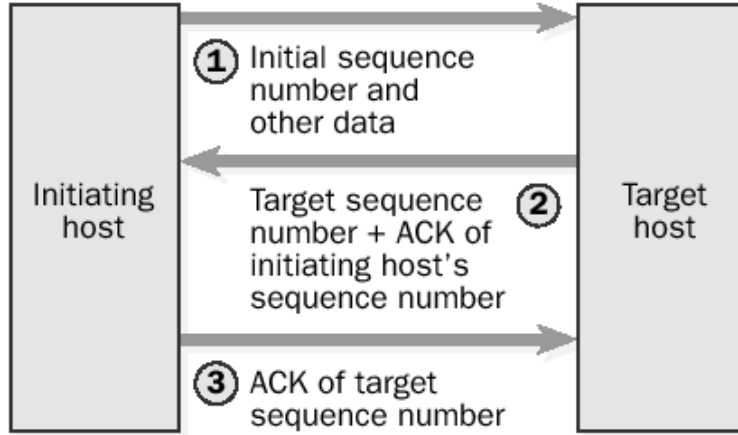 1 Initial sequence
number and
other data
Initiating
host
Target sequence
number + ACK of
initiating host's
sequence number
2
Target
host
3 ACK of target
sequence number